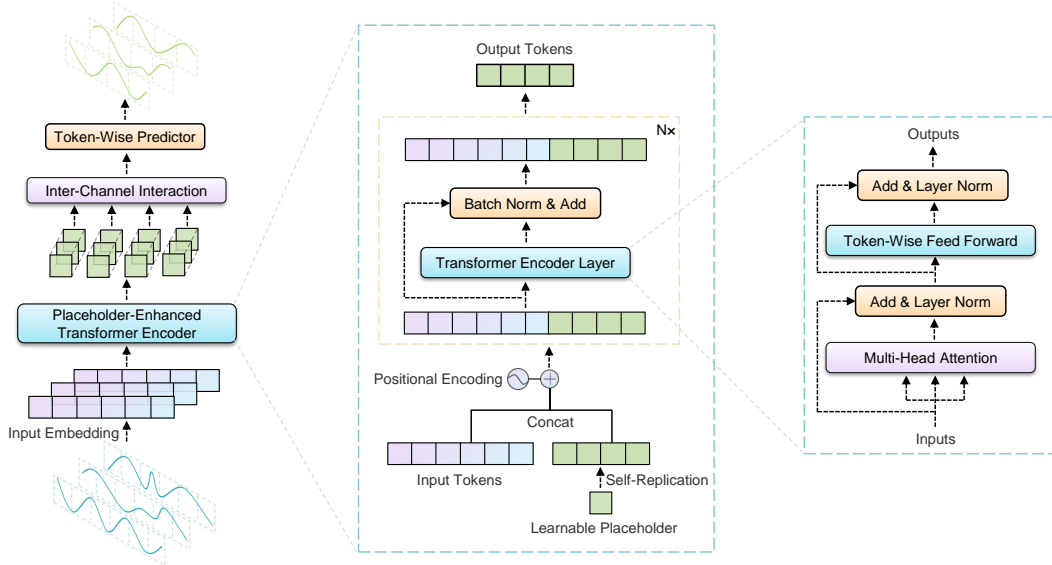 Token-Wise Predictor
Inter-Channel Interaction
Placeholder-Enhanced
Transformer Encoder
Input Embedding
Output Tokens
N×
Batch Norm & Add
Transformer Encoder Layer
Positional Encoding
Concat
Input Tokens
Self-Replication
Learnable Placeholder
Outputs
Add & Layer Norm
Token-Wise Feed Forward
Add & Layer Norm
Multi-Head Attention
Inputs